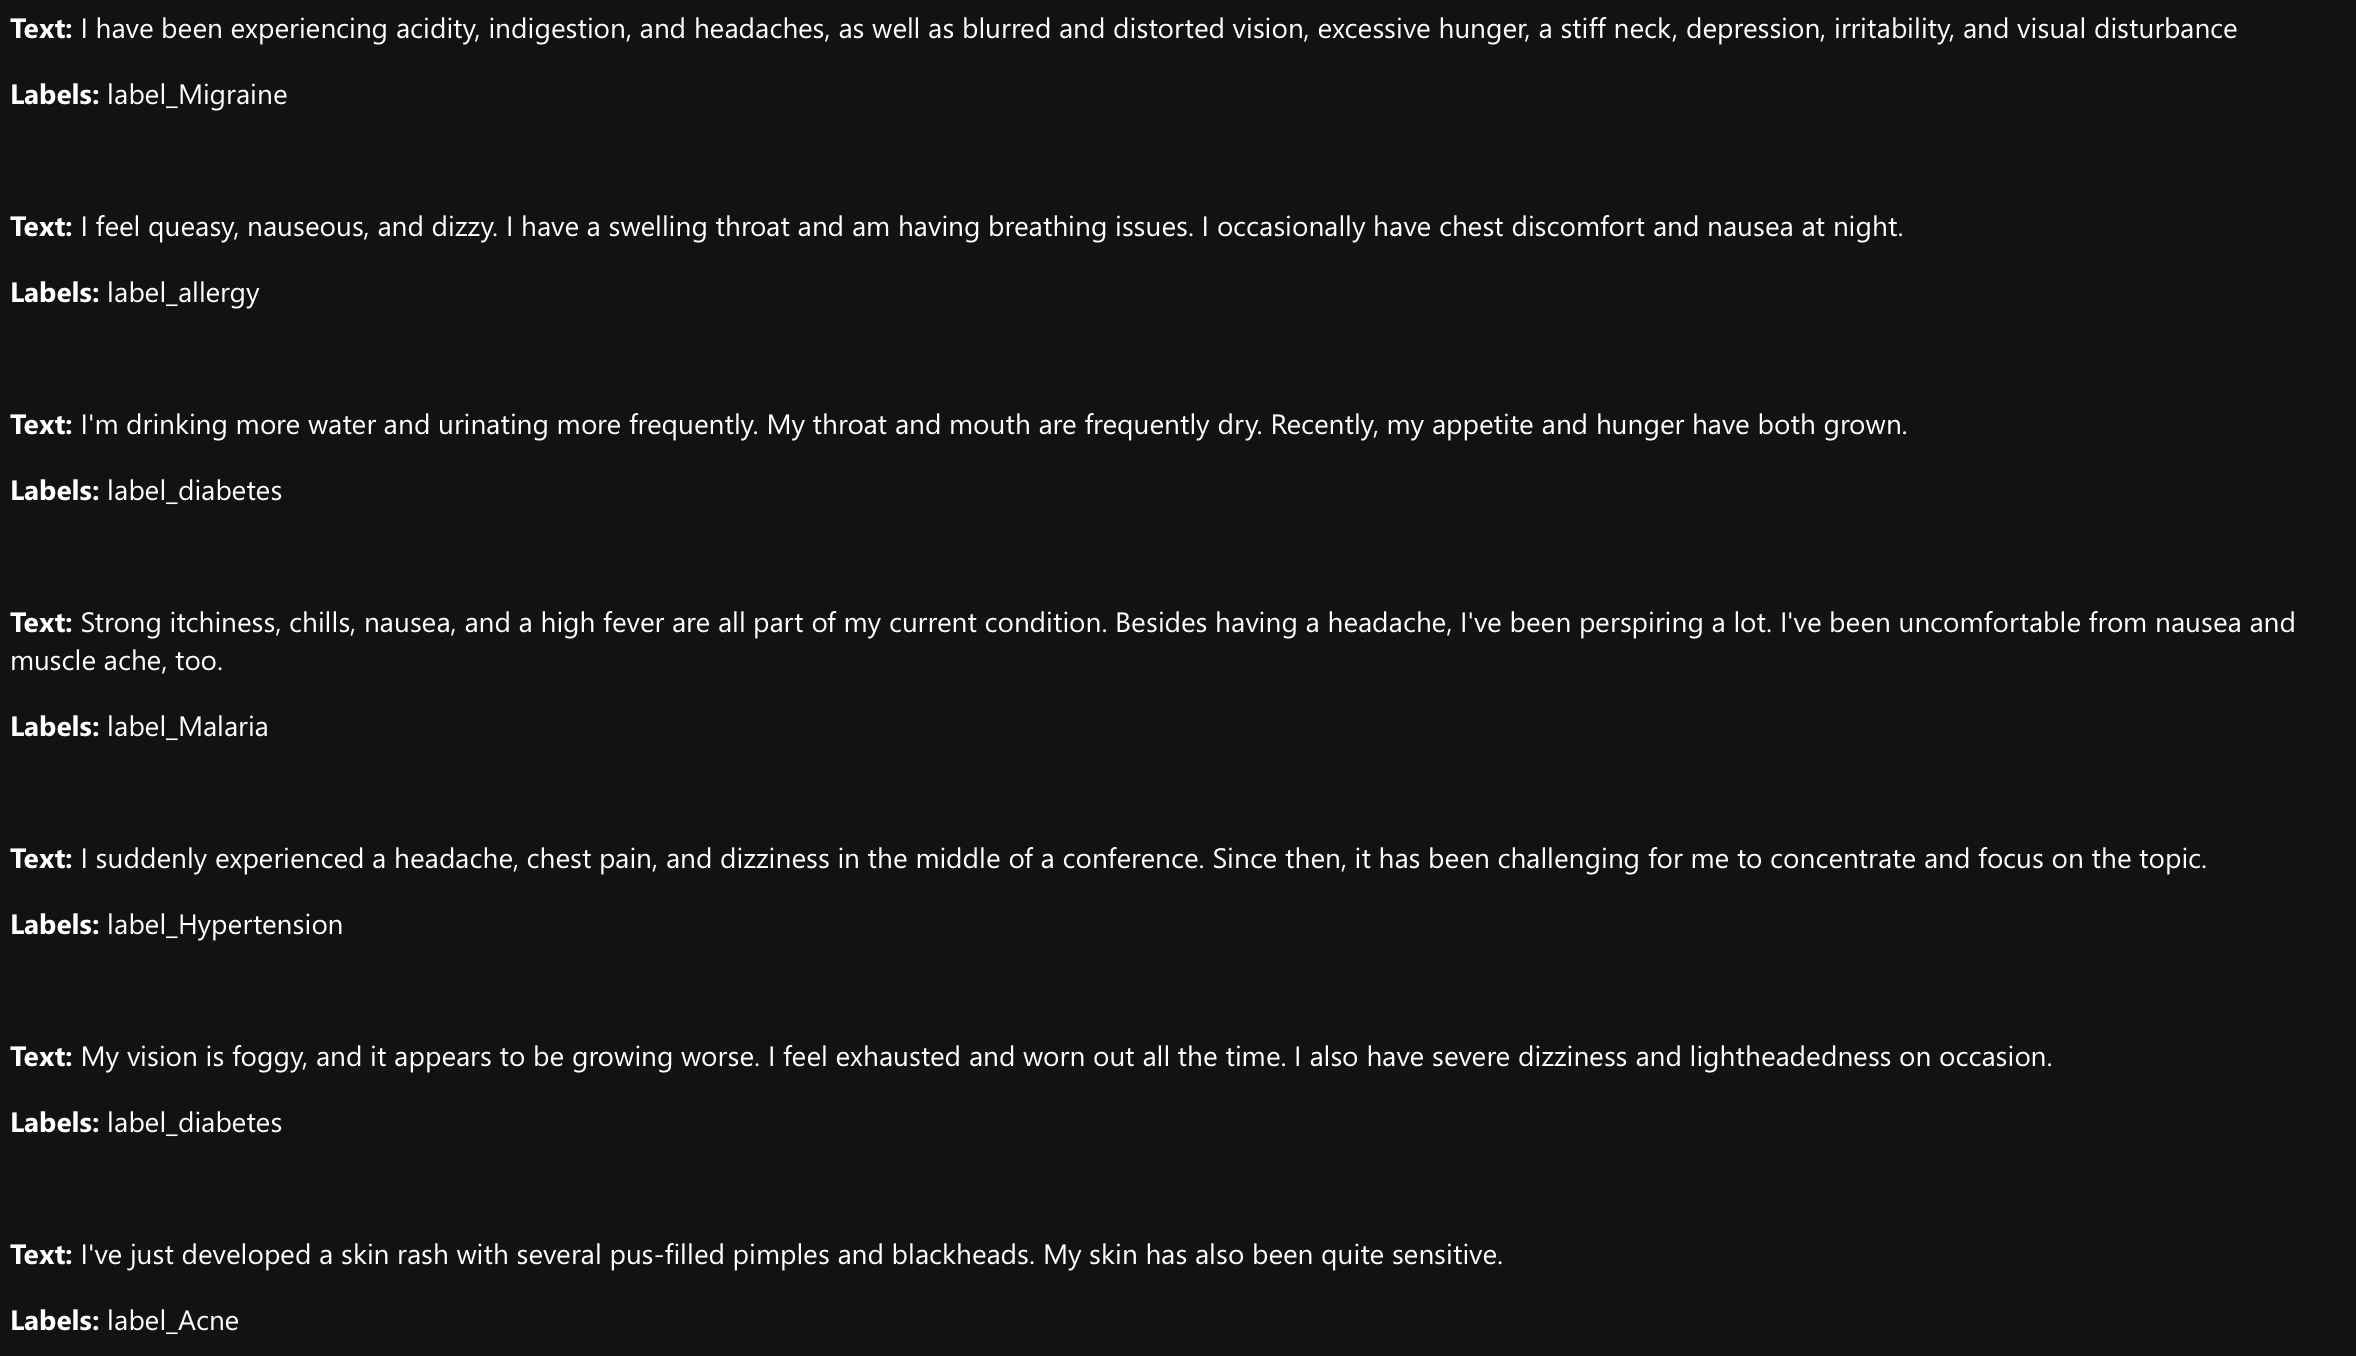 Text: I have been experiencing acidity, indigestion, and headaches, as well as blurred and distorted vision, excessive hunger, a stiff neck, depression, irritability, and visual disturbance
Labels: label_Migraine
Text: I feel queasy, nauseous, and dizzy. I have a swelling throat and am having breathing issues. I occasionally have chest discomfort and nausea at night.
Labels: label_allergy
Text: I'm drinking more water and urinating more frequently. My throat and mouth are frequently dry. Recently, my appetite and hunger have both grown.
Labels: label_diabetes
Text: Strong itchiness, chills, nausea, and a high fever are all part of my current condition. Besides having a headache, I've been perspiring a lot. I've been uncomfortable from nausea and
muscle ache, too.
Labels: label_Malaria
Text: I suddenly experienced a headache, chest pain, and dizziness in the middle of a conference. Since then, it has been challenging for me to concentrate and focus on the topic.
Labels: label_Hypertension
Text: My vision is foggy, and it appears to be growing worse. I feel exhausted and worn out all the time. I also have severe dizziness and lightheadedness on occasion.
Labels: label_diabetes
Text: I've just developed a skin rash with several pus-filled pimples and blackheads. My skin has also been quite sensitive.
Labels: label_Acne